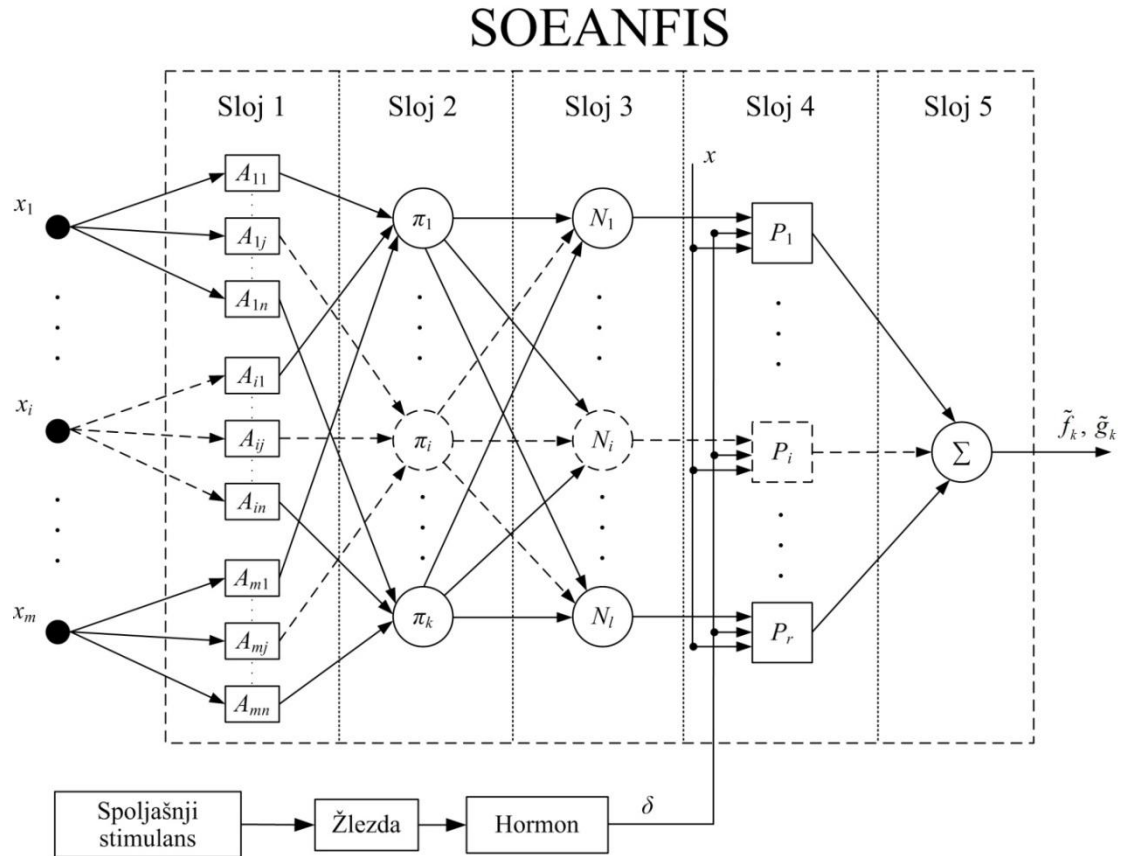 SOEANFIS
Sloj 1
Sloj 2
Sloj 3
Sloj 4
Sloj 5
x₁
xᵢ
xₘ
A₁₁
A₁ⱼ
A₁ₙ
Aᵢ₁
Aᵢⱼ
Aᵢₙ
Aₘ₁
Aₘⱼ
Aₘₙ
π₁
πᵢ
πₖ
N₁
Nᵢ
Nₗ
x
P₁
Pᵢ
Pᵣ
Σ
f̃ₖ, g̃ₖ
Spoljašnji
stimulans
Žlezda
Hormon
δ